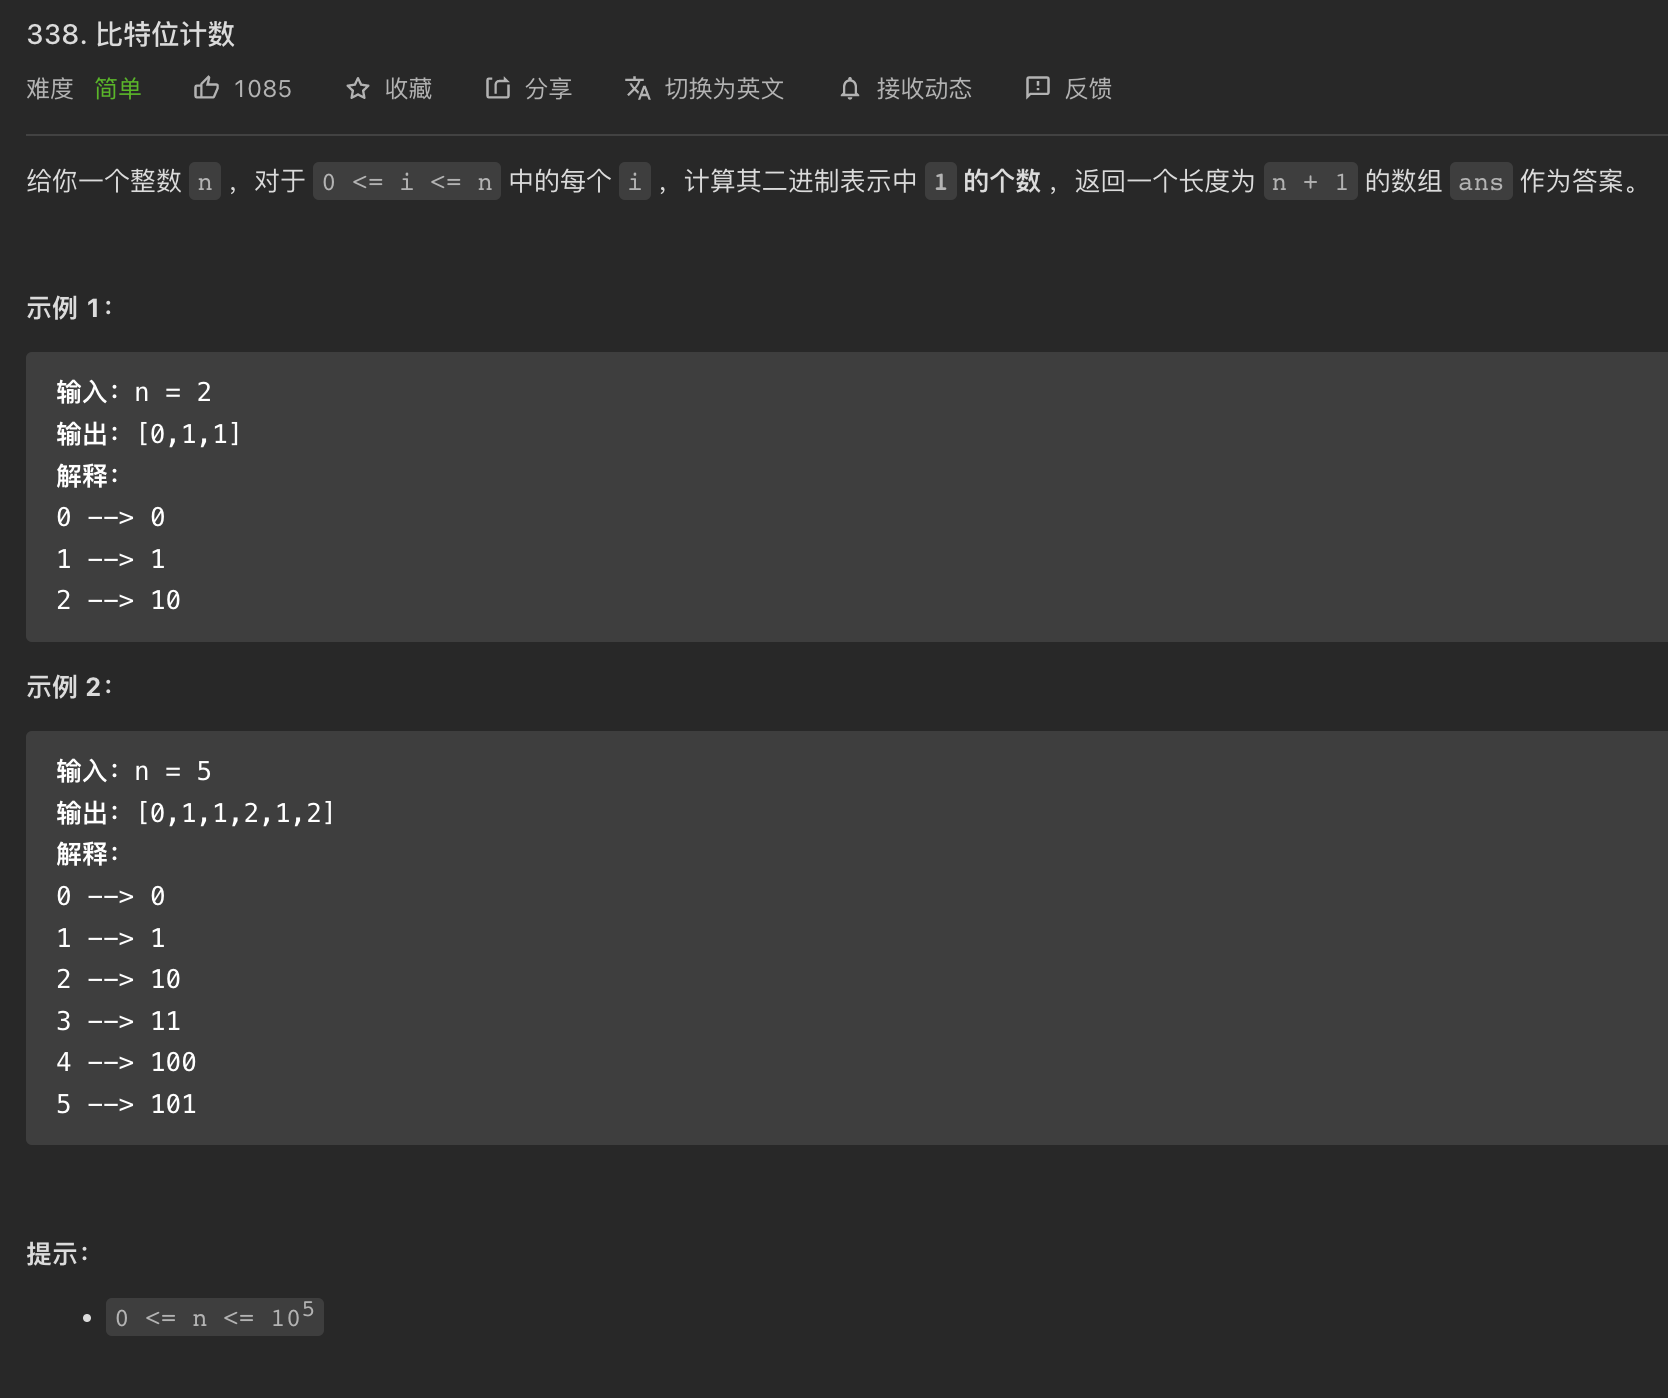 338. 比特位计数
难度 简单 1085 收藏 分享 切换为英文 接收动态 反馈
给你一个整数 n ，对于 0 <= i <= n 中的每个 i ，计算其二进制表示中 1 的个数 ，返回一个长度为 n + 1 的数组 ans 作为答案。
示例 1：
输入：n = 2
输出：[0,1,1]
解释：
0 --> 0
1 --> 1
2 --> 10
示例 2：
输入：n = 5
输出：[0,1,1,2,1,2]
解释：
0 --> 0
1 --> 1
2 --> 10
3 --> 11
4 --> 100
5 --> 101
提示：
• 0 <= n <= 10⁵